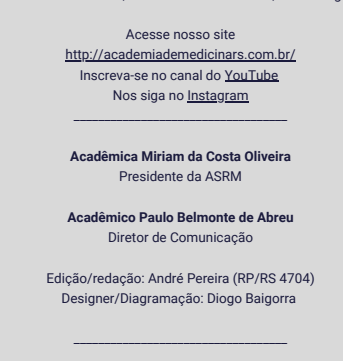 Acesse nosso site
http://academiademedicinars.com.br/
Inscreva-se no canal do YouTube
Nos siga no Instagram
___________________________________
Acadêmica Miriam da Costa Oliveira
Presidente da ASRM
Acadêmico Paulo Belmonte de Abreu
Diretor de Comunicação
Edição/redação: André Pereira (RP/RS 4704)
Designer/Diagramação: Diogo Baigorra
___________________________________